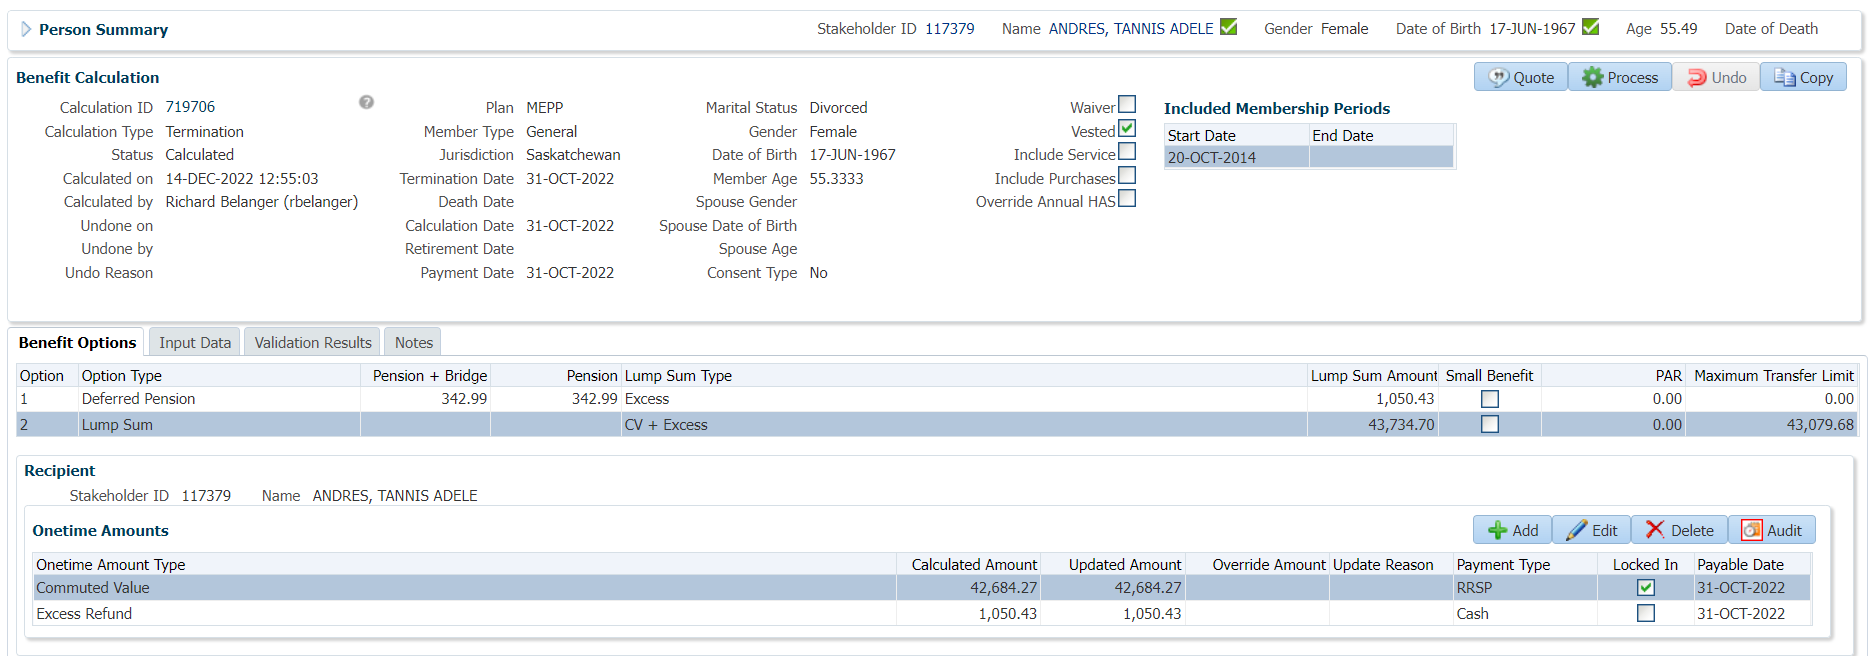 Person Summary Stakeholder ID 117379 Name ANDRES, TANNIS ADELE Gender Female Date of Birth 17-JUN-1967 Age 55.49 Date of Death
Benefit Calculation Quote Process Undo Copy
Calculation ID 719706 Plan MEPP Marital Status Divorced Waiver Included Membership Periods
Calculation Type Termination Member Type General Gender Female Vested Start Date End Date
Status Calculated Jurisdiction Saskatchewan Date of Birth 17-JUN-1967 Include Service 20-OCT-2014
Calculated on 14-DEC-2022 12:55:03 Termination Date 31-OCT-2022 Member Age 55.3333 Include Purchases
Calculated by Richard Belanger (rbelanger) Death Date Spouse Gender Override Annual HAS
Undone on Calculation Date 31-OCT-2022 Spouse Date of Birth
Undone by Retirement Date Spouse Age
Undo Reason Payment Date 31-OCT-2022 Consent Type No
Benefit Options Input Data Validation Results Notes
Option Option Type Pension + Bridge Pension Lump Sum Type Lump Sum Amount Small Benefit PAR Maximum Transfer Limit
1 Deferred Pension 342.99 342.99 Excess 1,050.43 0.00 0.00
2 Lump Sum CV + Excess 43,734.70 0.00 43,079.68
Recipient
Stakeholder ID 117379 Name ANDRES, TANNIS ADELE
Onetime Amounts Add Edit Delete Audit
Onetime Amount Type Calculated Amount Updated Amount Override Amount Update Reason Payment Type Locked In Payable Date
Commuted Value 42,684.27 42,684.27 RRSP 31-OCT-2022
Excess Refund 1,050.43 1,050.43 Cash 31-OCT-2022